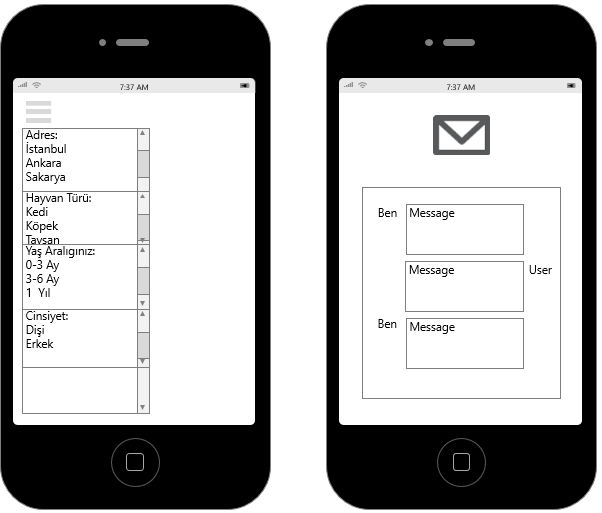 7:37 AM
Adres:
İstanbul
Ankara
Sakarya
Hayvan Türü:
Kedi
Köpek
Tavşan
Yaş Aralığınız:
0-3 Ay
3-6 Ay
1 Yıl
Cinsiyet:
Dişi
Erkek
7:37 AM
Ben
Message
Message
User
Ben
Message